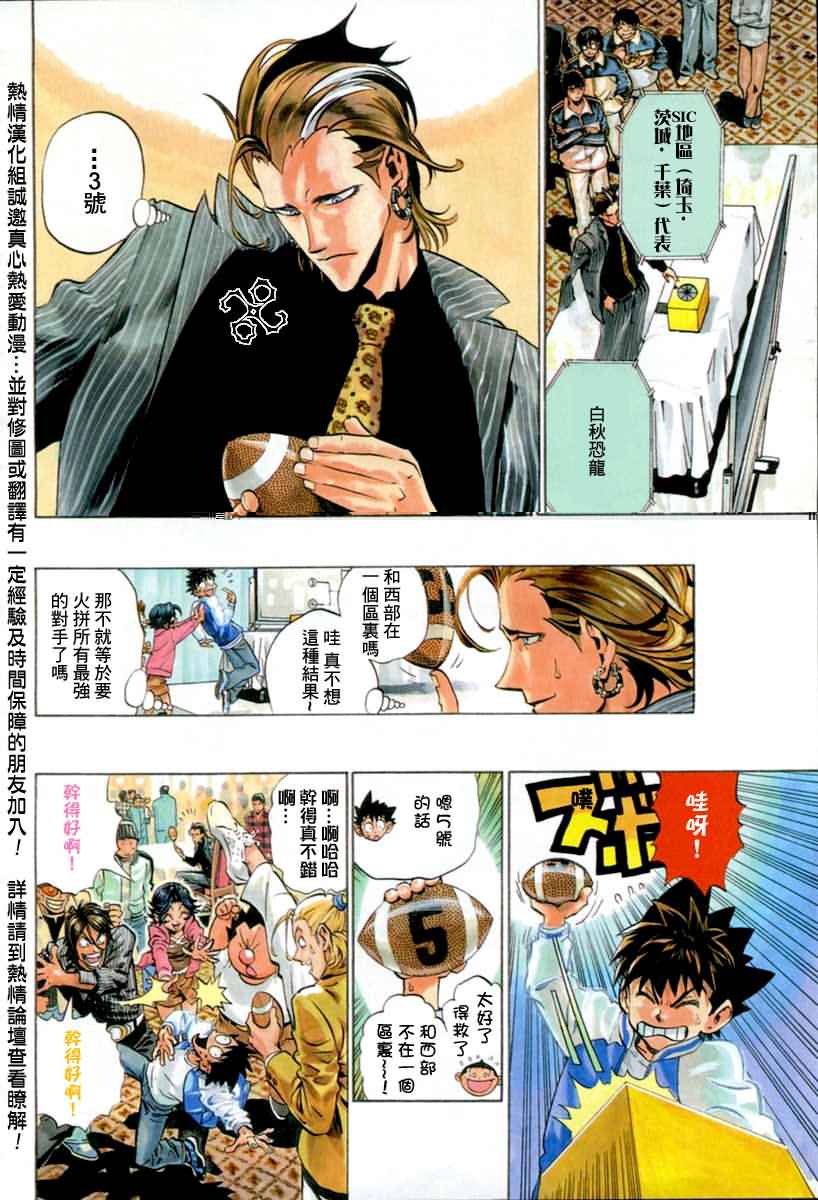 SIC地區（埼玉．
茨城．千葉）代表
白秋恐龍
…3號
和西部在
一個區裏嗎
哇 真不想
這種結果~
那不就等於要
火拼所有最強
的對手了嗎
哇呀！
噗
ズボ
嗯5號
的話
5
太好了
得救了
和西部
不在一個
區裏~~！
啊…啊哈哈
幹得真不錯
啊…
幹得好啊！
幹得好啊！
熱情漢化組誠邀真心熱愛動漫…並對修圖或翻譯有一定經驗及時間保障的朋友加入！ 詳情請到熱情論壇查看瞭解！